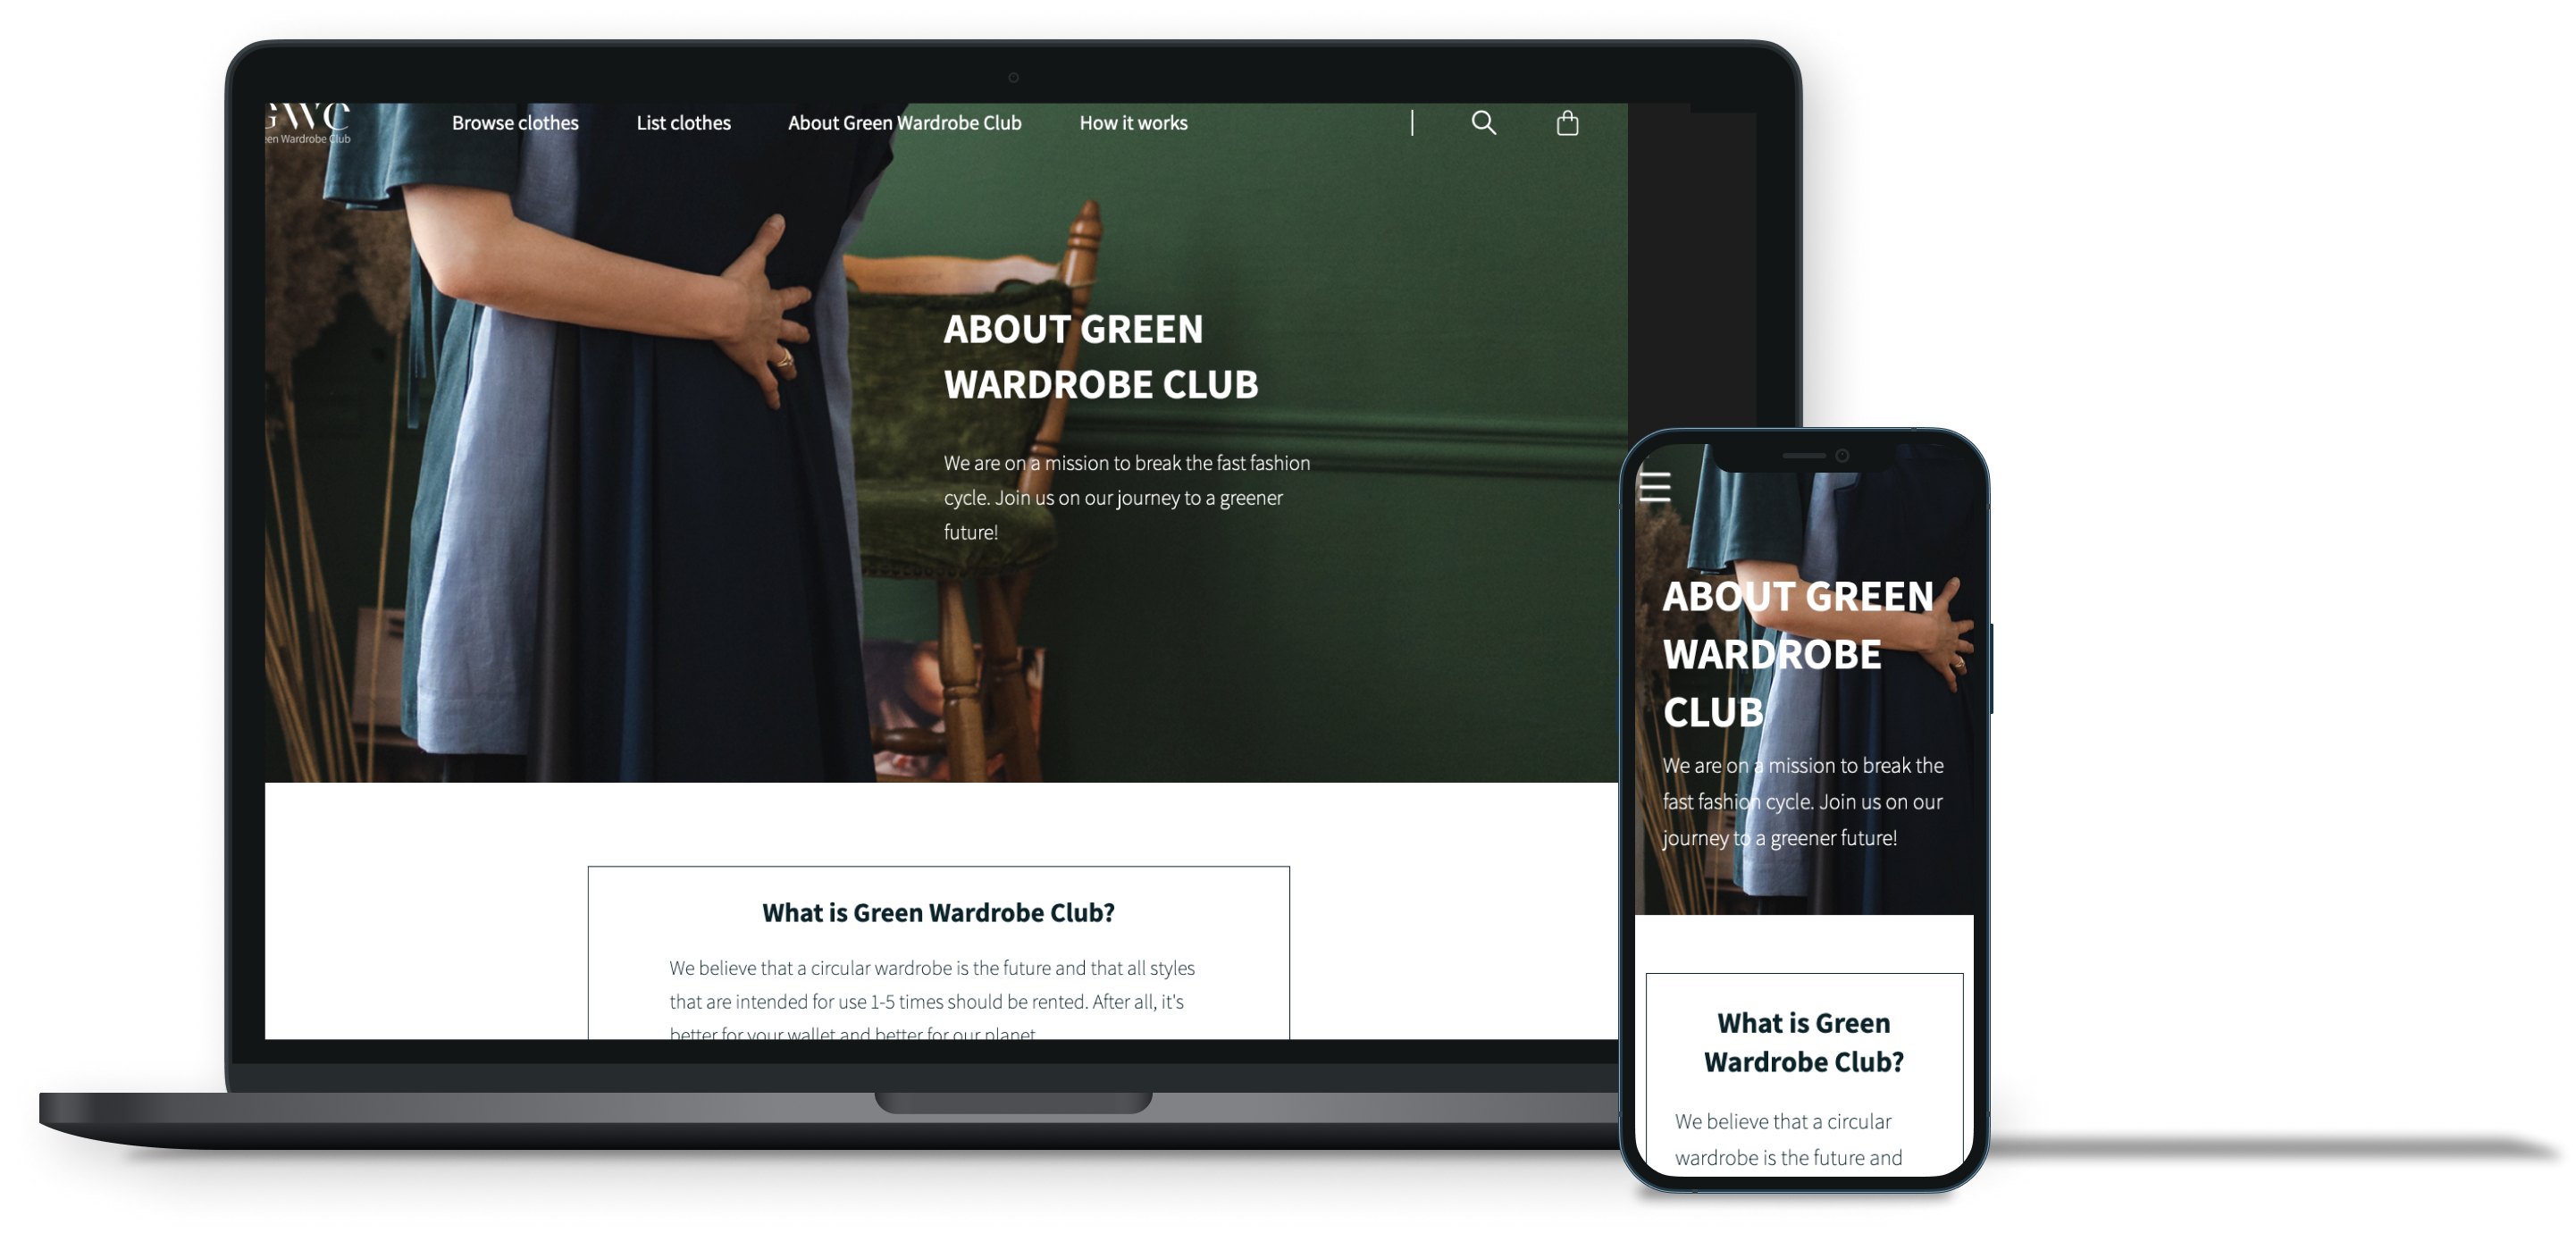 GWC
en Wardrobe Club
Browse clothes
List clothes
About Green Wardrobe Club
How it works
ABOUT GREEN
WARDROBE CLUB
We are on a mission to break the fast fashion
cycle. Join us on our journey to a greener
future!
What is Green Wardrobe Club?
We believe that a circular wardrobe is the future and that all styles
that are intended for use 1-5 times should be rented. After all, it's
better for your wallet and better for our planet
ABOUT GREEN
WARDROBE
CLUB
We are on a mission to break the
fast fashion cycle. Join us on our
journey to a greener future!
What is Green
Wardrobe Club?
We believe that a circular
wardrobe is the future and